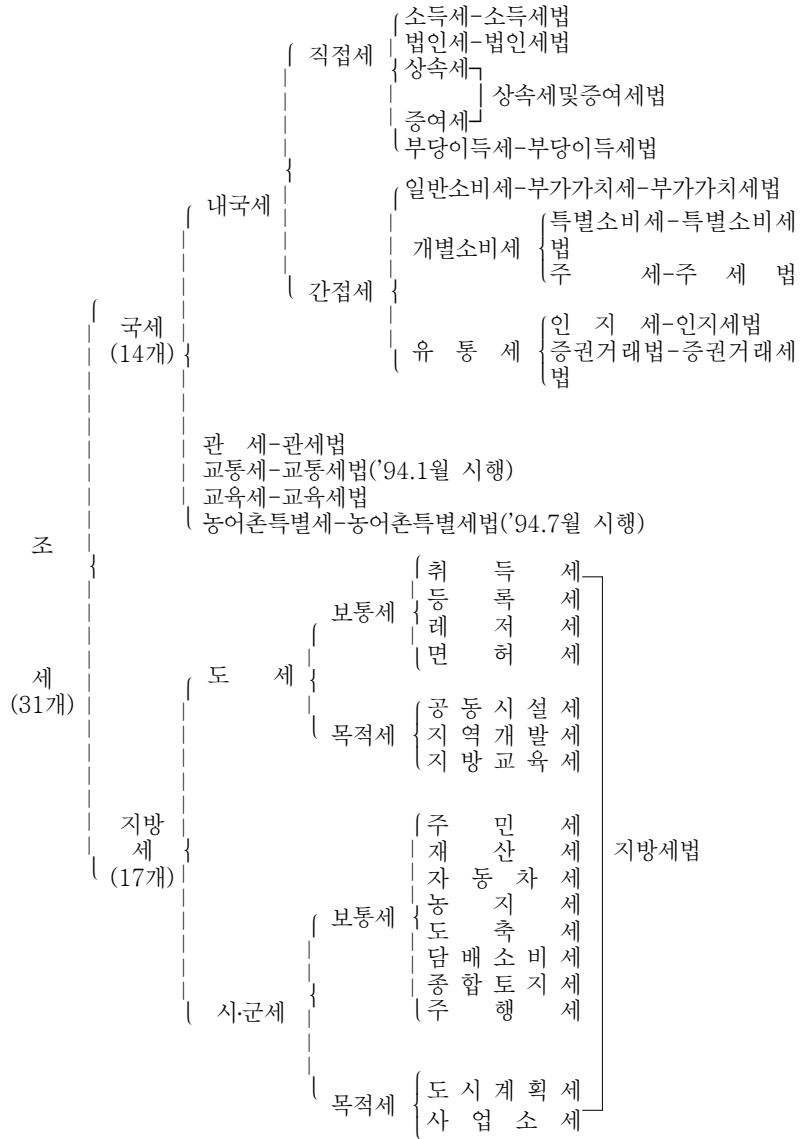 소득세-소득세법
직접세
법인세-법인세법
상속세
상속세및증여세법
증여세
부당이득세-부당이득세법
내국세
일반소비세-부가가치세-부가가치세법
개별소비세
특별소비세-특별소비세
법
주 세-주 세 법
간접세
국세
(14개)
유 통 세
인 지 세-인지세법
증권거래법-증권거래세
법
관 세-관세법
교통세-교통세법('94.1월 시행)
교육세-교육세법
농어촌특별세-농어촌특별세법('94.7월 시행)
조
세
(31개)
취 득 세
보통세
등 록 세
레 저 세
면 허 세
도 세
목적세
공 동 시 설 세
지 역 개 발 세
지 방 교 육 세
지방
세
(17개)
주 민 세
재 산 세
지방세법
자 동 차 세
보통세
농 지 세
도 축 세
담 배 소 비 세
종 합 토 지 세
주 행 세
시·군세
목적세
도 시 계 획 세
사 업 소 세